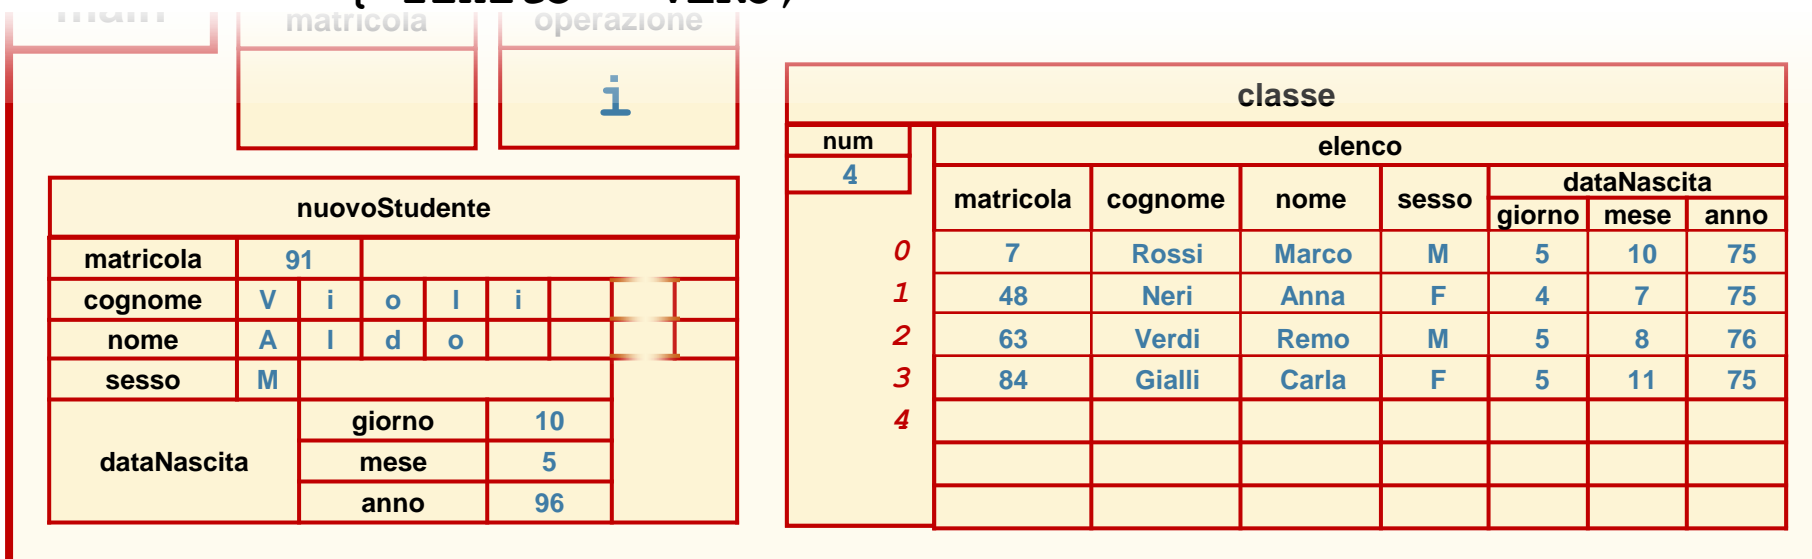 main
matricola operazione
i
nuovoStudente
matricola 91
cognome V i o l i
nome A l d o
sesso M
dataNascita
giorno 10
mese 5
anno 96
classe
num
4
elenco
matricola cognome nome sesso dataNascita
giorno mese anno
0 7 Rossi Marco M 5 10 75
1 48 Neri Anna F 4 7 75
2 63 Verdi Remo M 5 8 76
3 84 Gialli Carla F 5 11 75
4